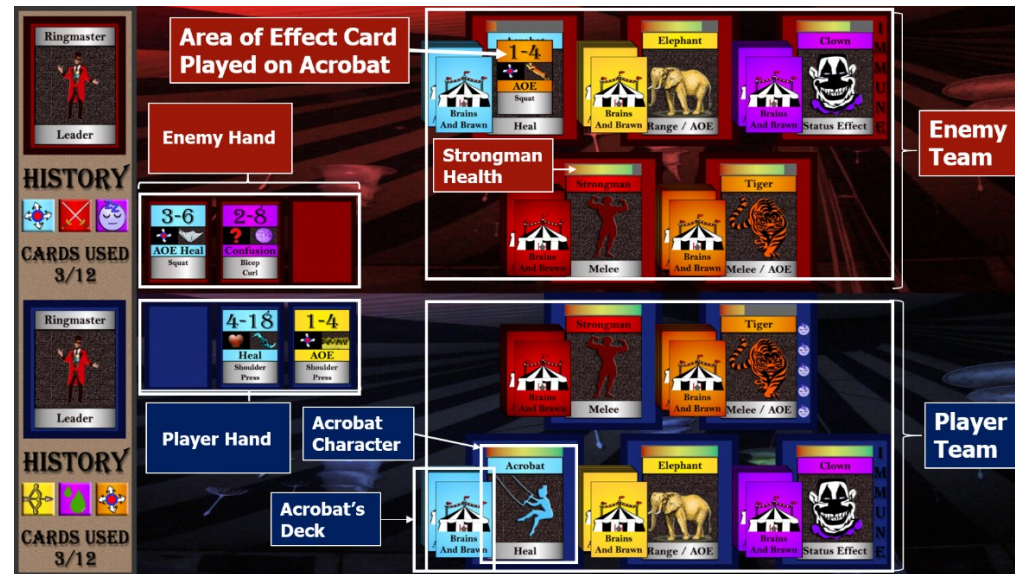 Ringmaster
Leader
HISTORY
CARDS USED
3/12
Ringmaster
Leader
HISTORY
CARDS USED
3/12
Area of Effect Card
Played on Acrobat
Enemy Hand
3-6
AOE Heal
Squat
2-8
Confusion
Bicep
Curl
Strongman
Health
Enemy
Team
Acrobat
1-4
AOE
Squat
Heal
Brains
And Brawn
Elephant
Range / AOE
Brains
And Brawn
Clown
Status Effect
Brains
And Brawn
IMMUNE
Strongman
Melee
Brains
And Brawn
Tiger
Melee / AOE
Brains
And Brawn
4-18
Heal
Shoulder
Press
1-4
AOE
Shoulder
Press
Player Hand
Acrobat
Character
Acrobat's
Deck
Player
Team
Strongman
Melee
Brains
And Brawn
Tiger
Melee / AOE
Brains
And Brawn
Acrobat
Heal
Brains
And Brawn
Elephant
Range / AOE
Brains
And Brawn
Clown
Status Effect
Brains
And Brawn
IMMUNE